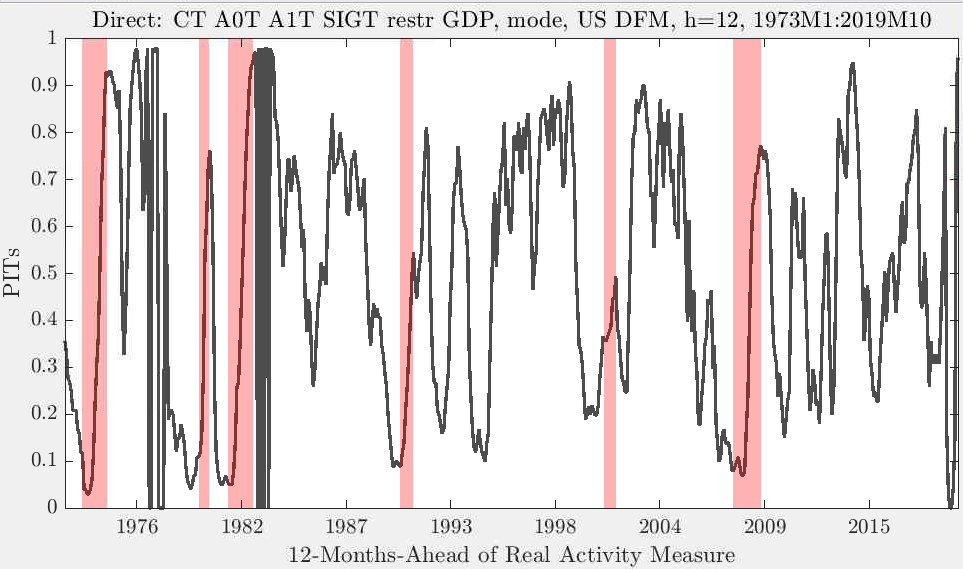 Direct: CT A0T A1T SIGT restr GDP, mode, US DFM, h=12, 1973M1:2019M10
1
0.9
0.8
0.7
0.6
0.5
0.4
0.3
0.2
0.1
0
PITs
1976 1982 1987 1993 1998 2004 2009 2015
12-Months-Ahead of Real Activity Measure